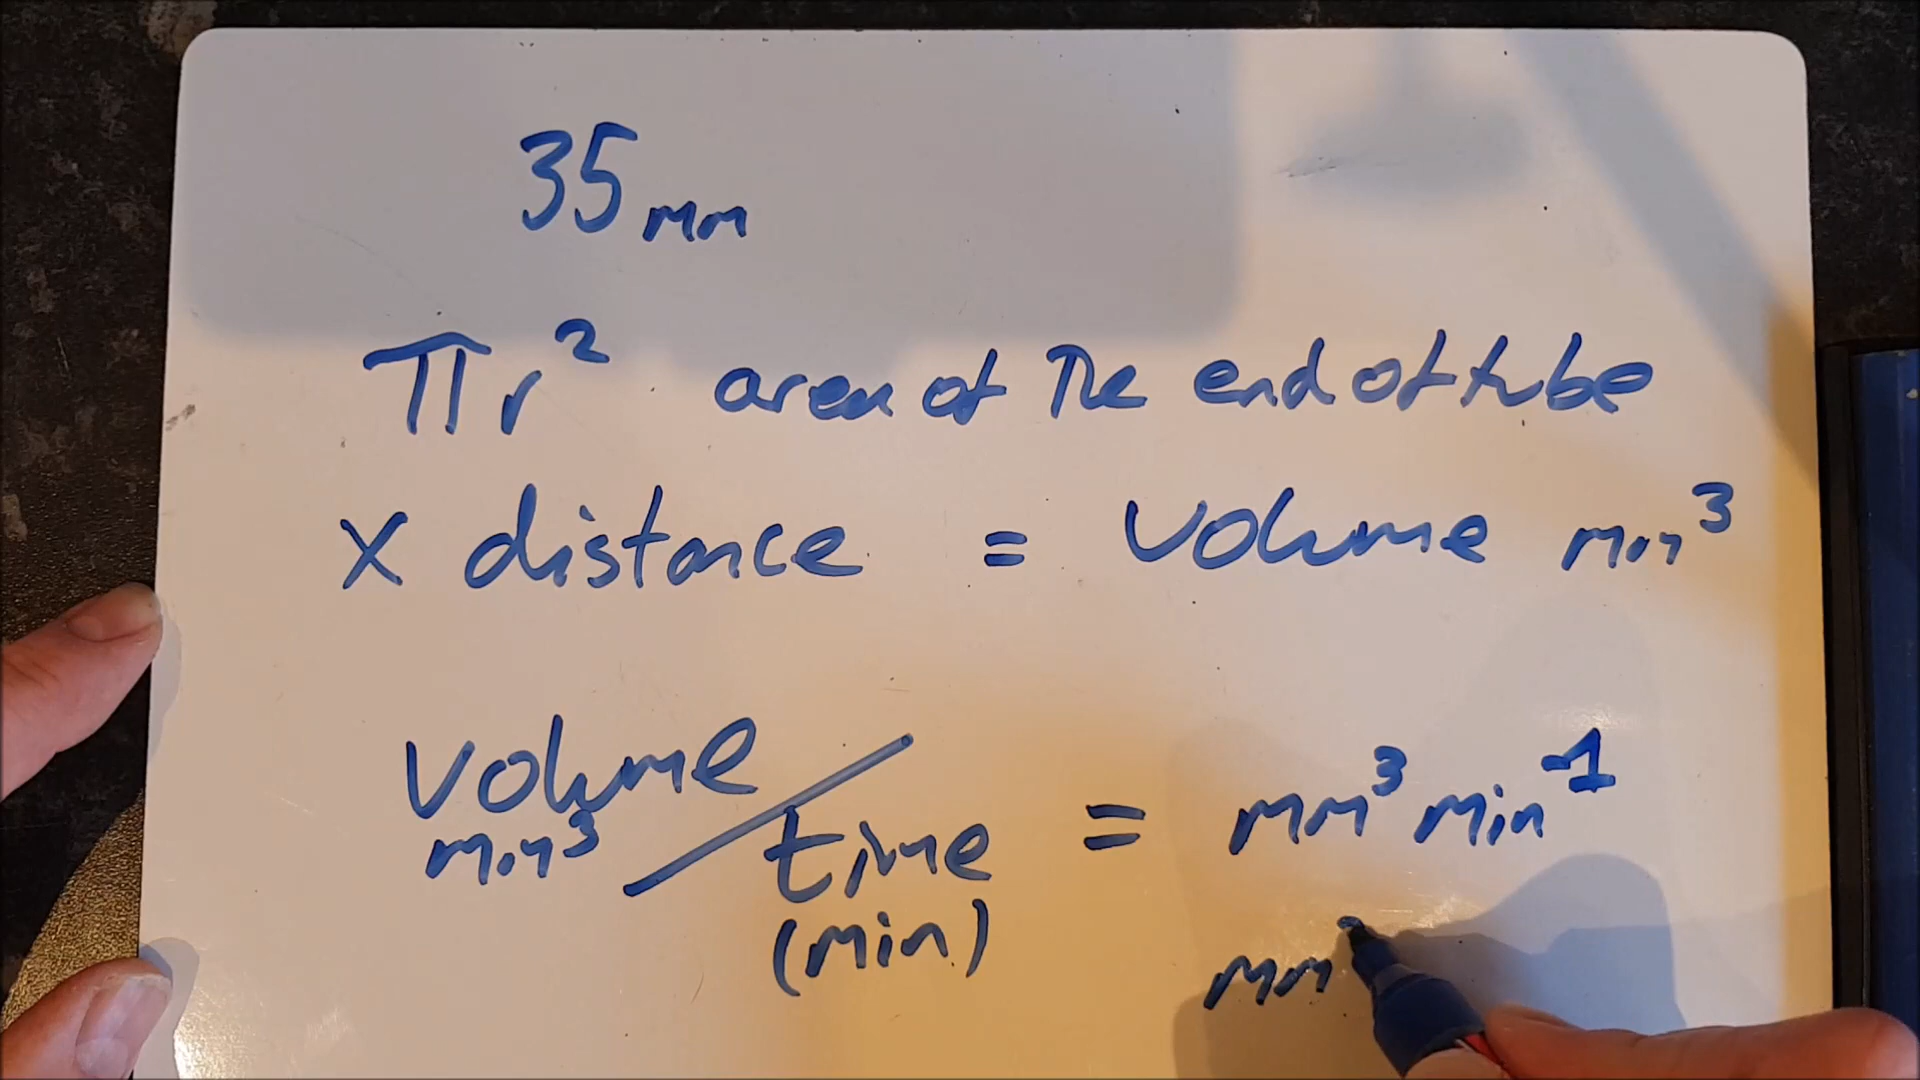 35mm
πr² area of the end of tube
x distance = volume mm³
volume / time = mm³ min⁻¹
mm³ (min)
mm